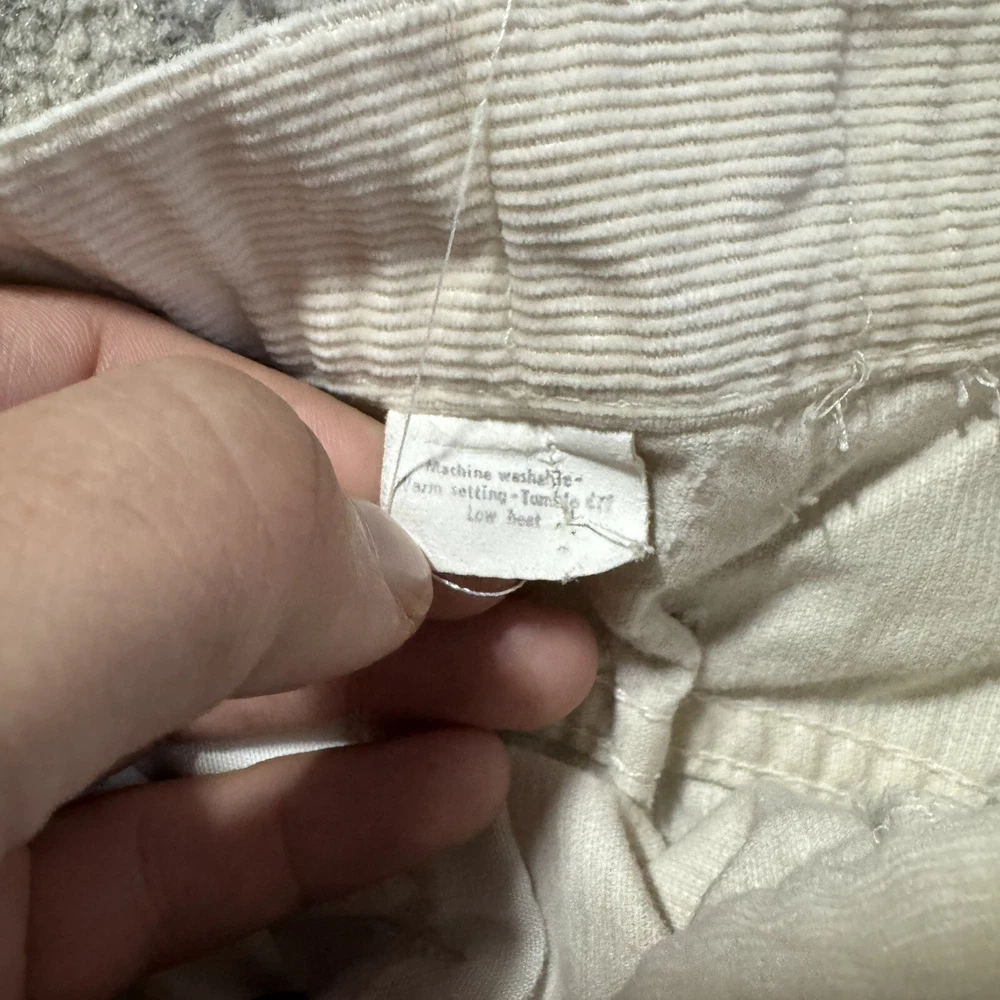 Machine washable-
arm setting-Tumble dry
Low heat